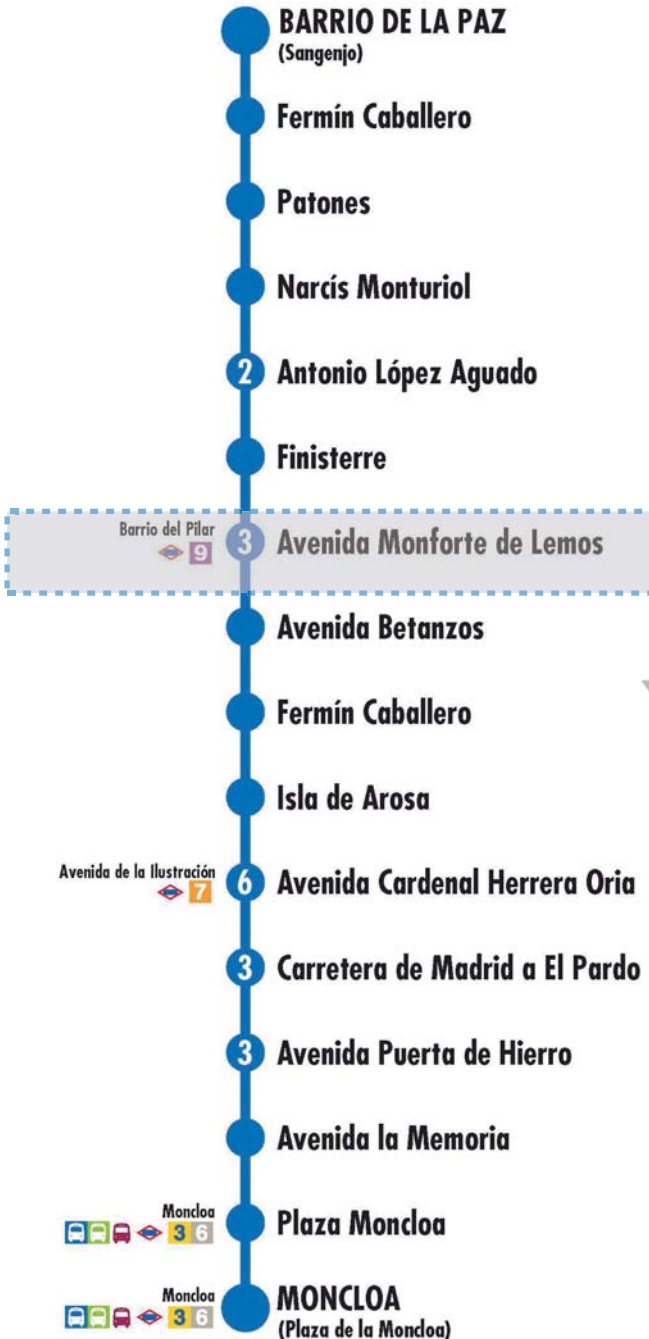 BARRIO DE LA PAZ
(Sangenjo)
Fermín Caballero
Patones
Narcís Monturiol
2 Antonio López Aguado
Finisterre
Barrio del Pilar
9
3 Avenida Monforte de Lemos
Avenida Betanzos
Fermín Caballero
Isla de Arosa
Avenida de la Ilustración
7
6 Avenida Cardenal Herrera Oria
3 Carretera de Madrid a El Pardo
3 Avenida Puerta de Hierro
Avenida la Memoria
Moncloa
3 6
Plaza Moncloa
Moncloa
3 6
MONCLOA
(Plaza de la Moncloa)